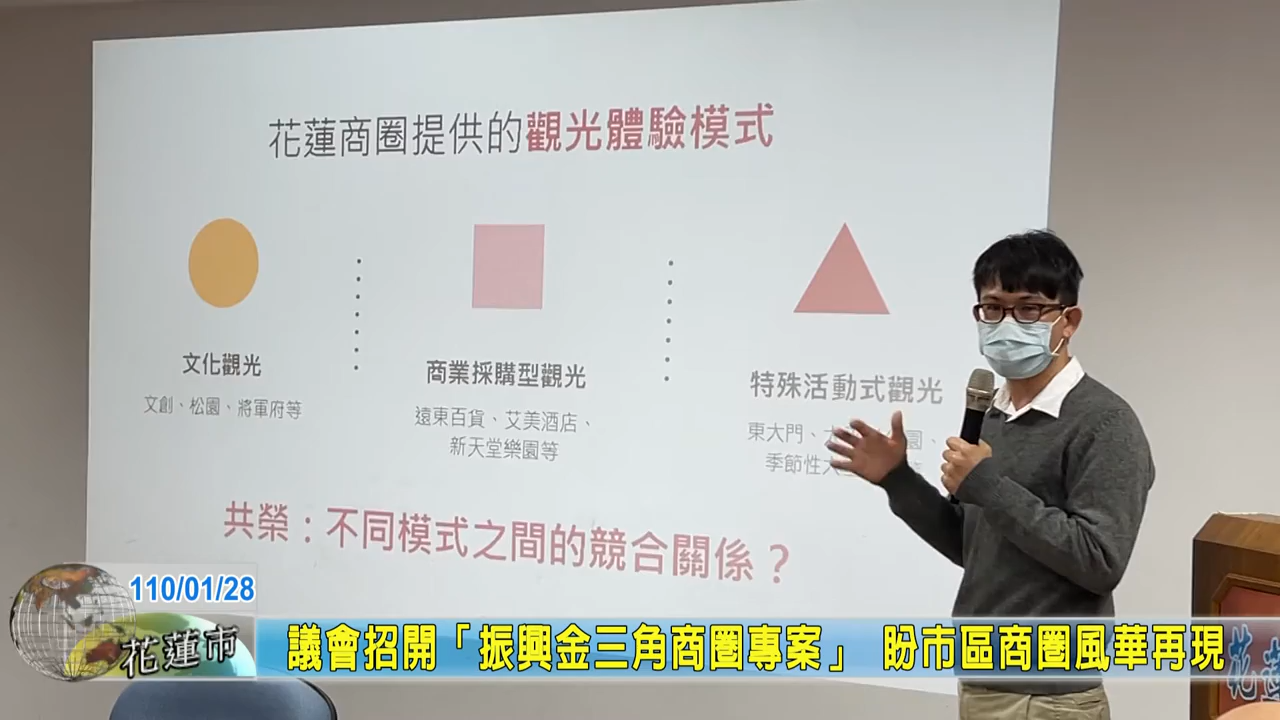 花蓮商圈提供的觀光體驗模式
文化觀光
文創、松園、將軍府等
商業採購型觀光
遠東百貨、艾美酒店、
新天堂樂園等
特殊活動式觀光
東大門、
園、
季節性大
共榮：不同模式之間的競合關係？
110/01/28
花蓮市
議會招開「振興金三角商圈專案」 盼市區商圈風華再現
花蓮